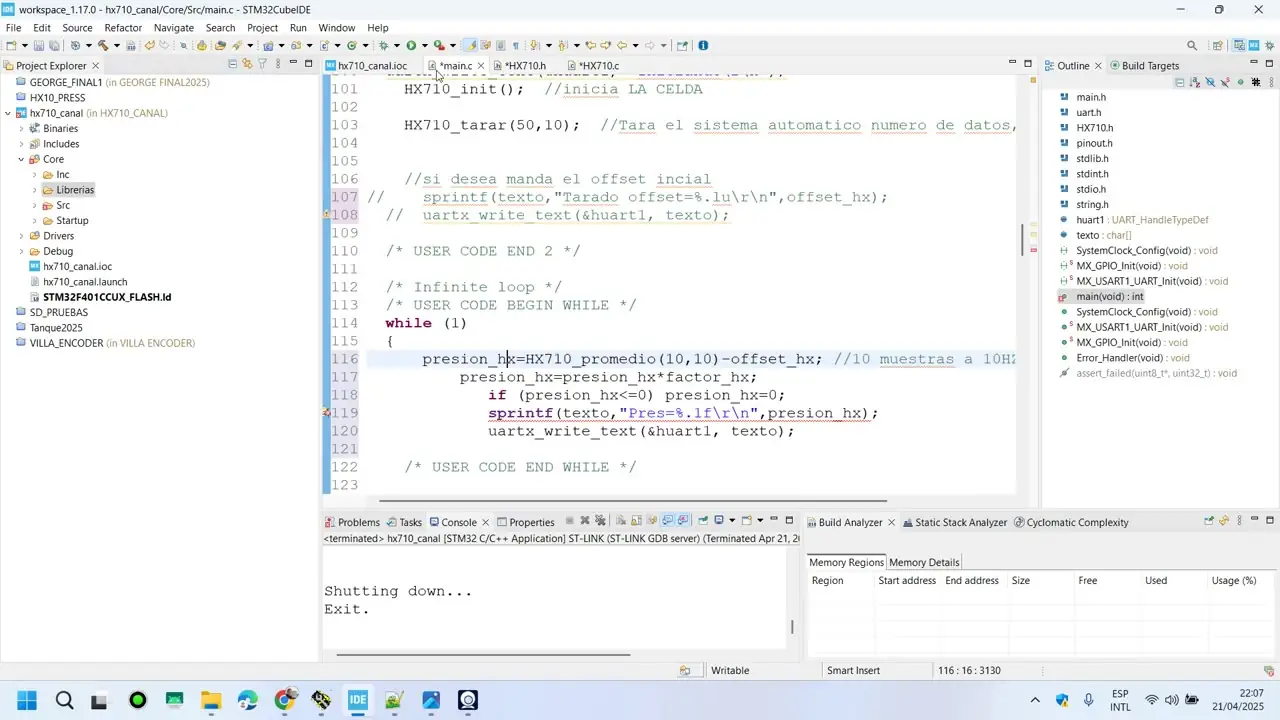 workspace_1.17.0 - hx710_canal/Core/Src/main.c - STM32CubeIDE
File Edit Source Refactor Navigate Search Project Run Window Help
Project Explorer
GEORGE_FINAL1 (in GEORGE FINAL2025)
HX10_PRESS
hx710_canal (in HX710_CANAL)
Binaries
Includes
Core
Inc
Librerias
Src
Startup
Drivers
Debug
hx710_canal.ioc
hx710_canal.launch
STM32F401CCUX_FLASH.ld
SD_PRUEBAS
Tanque2025
VILLA_ENCODER (in VILLA ENCODER)
hx710_canal.ioc *main.c *HX710.h *HX710.c
101 HX710_init(); //inicia LA CELDA
102
103 HX710_tarar(50,10); //Tara el sistema automatico numero de datos,
104
105
106 //si desea manda el offset incial
107 // sprintf(texto,"Tarado offset=%.lu\r\n",offset_hx);
108 // uartx_write_text(&huart1, texto);
109
110 /* USER CODE END 2 */
111
112 /* Infinite loop */
113 /* USER CODE BEGIN WHILE */
114 while (1)
115 {
116 presion_hx=HX710_promedio(10,10)-offset_hx; //10 muestras a 10HZ
117 presion_hx=presion_hx*factor_hx;
118 if (presion_hx<=0) presion_hx=0;
119 sprintf(texto,"Pres=%.1f\r\n",presion_hx);
120 uartx_write_text(&huart1, texto);
121
122 /* USER CODE END WHILE */
123
Outline Build Targets
main.h
uart.h
HX710.h
pinout.h
stdlib.h
stdint.h
stdio.h
string.h
huart1 : UART_HandleTypeDef
texto : char[]
SystemClock_Config(void) : void
MX_GPIO_Init(void) : void
MX_USART1_UART_Init(void) : void
main(void) : int
SystemClock_Config(void) : void
MX_USART1_UART_Init(void) : void
MX_GPIO_Init(void) : void
Error_Handler(void) : void
assert_failed(uint8_t*, uint32_t) : void
Problems Tasks Console Properties
<terminated> hx710_canal [STM32 C/C++ Application] ST-LINK (ST-LINK GDB server) (Terminated Apr 21, 20
Shutting down...
Exit.
Build Analyzer Static Stack Analyzer Cyclomatic Complexity
Memory Regions Memory Details
Region Start address End address Size Free Used Usage (%)
Writable Smart Insert 116 : 16 : 3130
IDE
ESP
INTL
22:07
21/04/2025